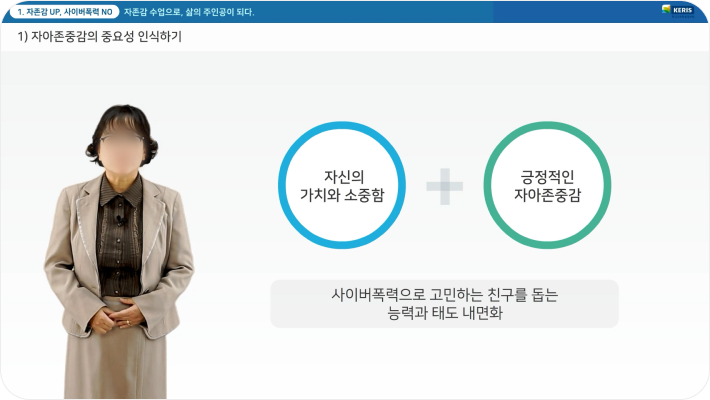 1. 자존감 UP, 사이버폭력 NO
자존감 수업으로, 삶의 주인공이 되다.
KERIS
1) 자아존중감의 중요성 인식하기
자신의
가치와 소중함
긍정적인
자아존중감
사이버폭력으로 고민하는 친구를 돕는
능력과 태도 내면화